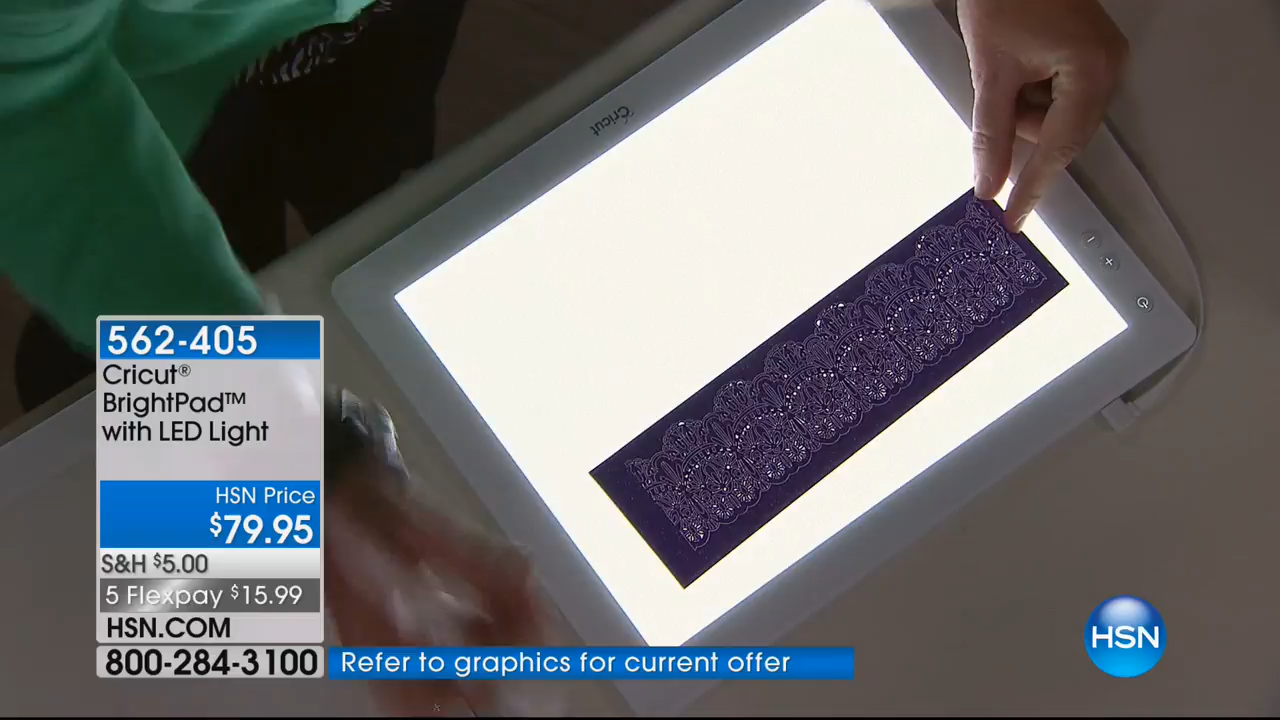 Cricut
562-405
Cricut®
BrightPad™
with LED Light
HSN Price
$79.95
S&H $5.00
5 Flexpay $15.99
HSN.COM
800-284-3100
Refer to graphics for current offer
HSN